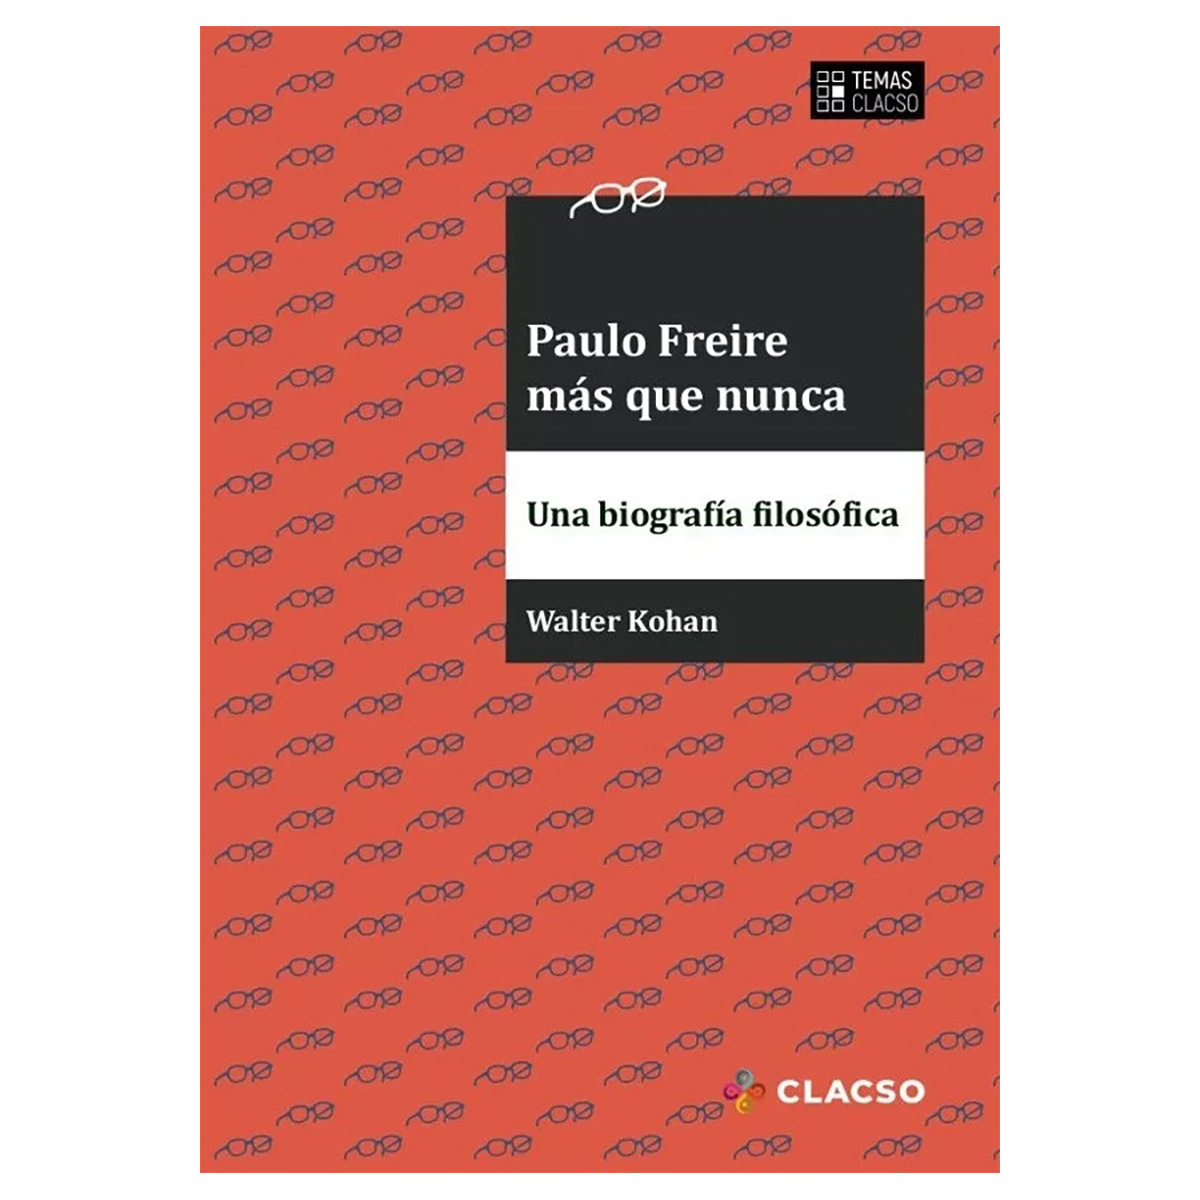 TEMAS
CLACSO
Paulo Freire
más que nunca
Una biografía filosófica
Walter Kohan
CLACSO